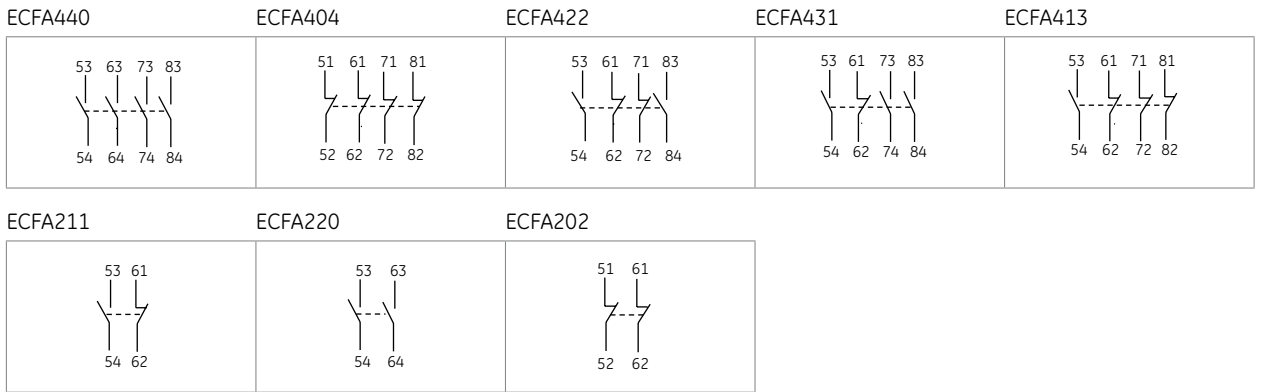 ECFA440 ECFA404 ECFA422 ECFA431 ECFA413
53 63 73 83 51 61 71 81 53 61 71 83 53 61 73 83 53 61 71 81
54 64 74 84 52 62 72 82 54 62 72 84 54 62 74 84 54 62 72 82
ECFA211 ECFA220 ECFA202
53 61 53 63 51 61
54 62 54 64 52 62